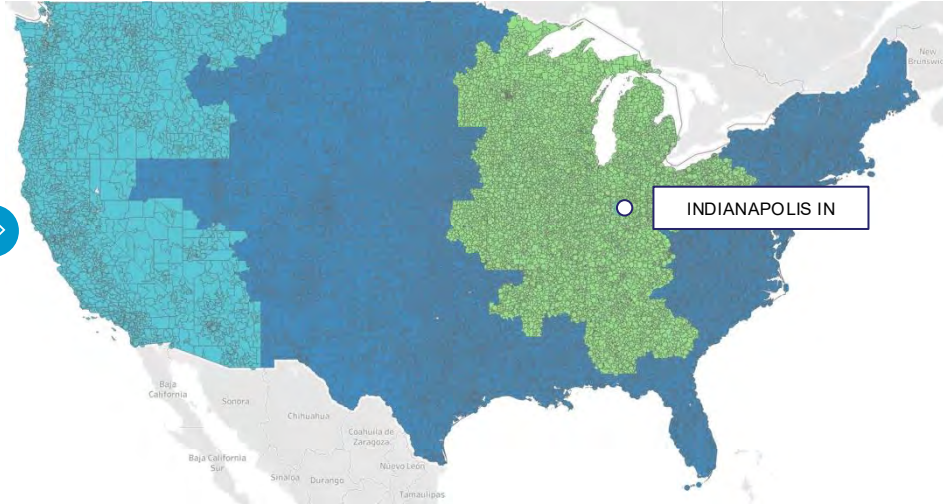 New
Brunswick
INDIANAPOLIS IN
Baja
California
Sonora
Chihuahua
Coahuila de
Zaragoza
Baja California
Sur
Sinaloa
Durango
Nuevo León
Tamaulipas